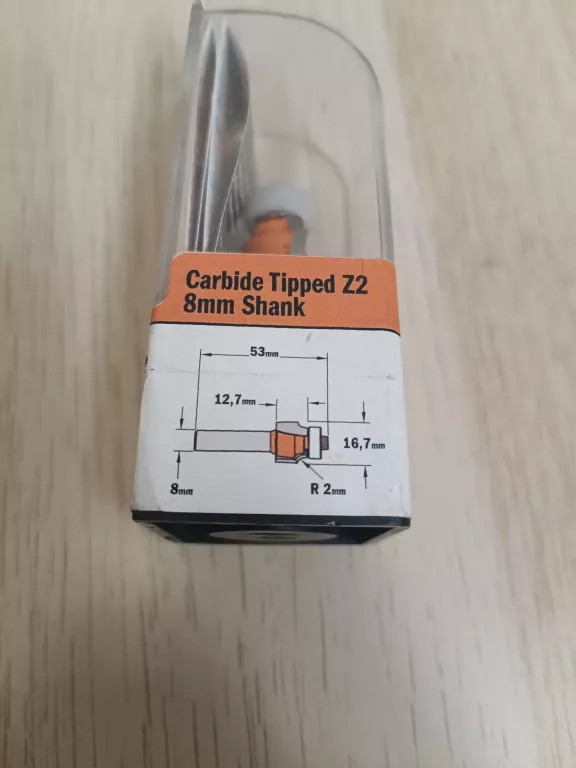 Carbide Tipped Z2
8mm Shank
53mm
12,7mm
16,7mm
8mm
R 2mm